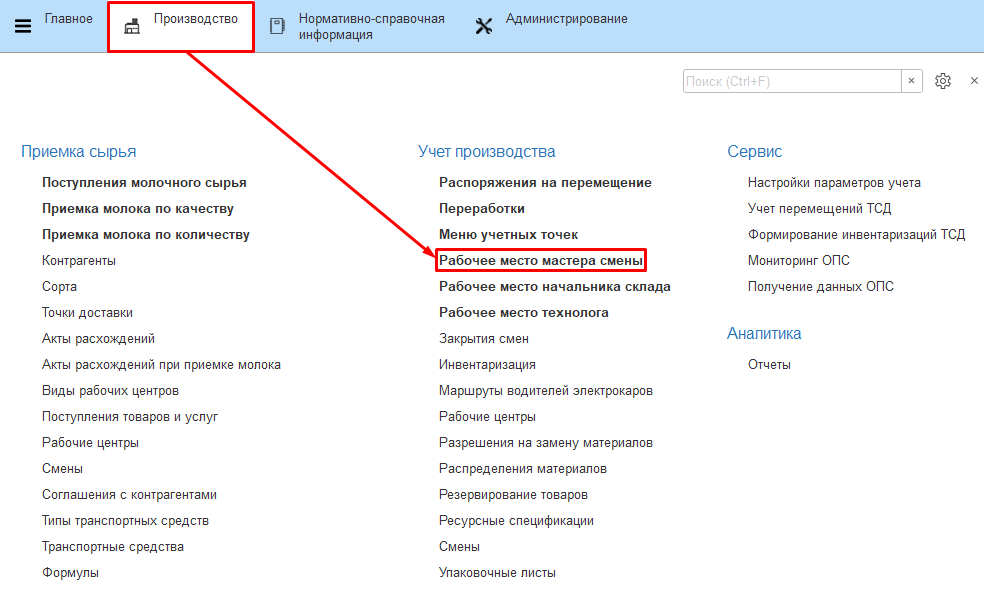 Главное
Производство
Нормативно-справочная
информация
Администрирование
Поиск (Ctrl+F)
Приемка сырья
Поступления молочного сырья
Приемка молока по качеству
Приемка молока по количеству
Контрагенты
Сорта
Точки доставки
Акты расхождений
Акты расхождений при приемке молока
Виды рабочих центров
Поступления товаров и услуг
Рабочие центры
Смены
Соглашения с контрагентами
Типы транспортных средств
Транспортные средства
Формулы
Учет производства
Распоряжения на перемещение
Переработки
Меню учетных точек
Рабочее место мастера смены
Рабочее место начальника склада
Рабочее место технолога
Закрытия смен
Инвентаризация
Маршруты водителей электрокаров
Рабочие центры
Разрешения на замену материалов
Распределения материалов
Резервирование товаров
Ресурсные спецификации
Смены
Упаковочные листы
Сервис
Настройки параметров учета
Учет перемещений ТСД
Формирование инвентаризаций ТСД
Мониторинг ОПС
Получение данных ОПС
Аналитика
Отчеты